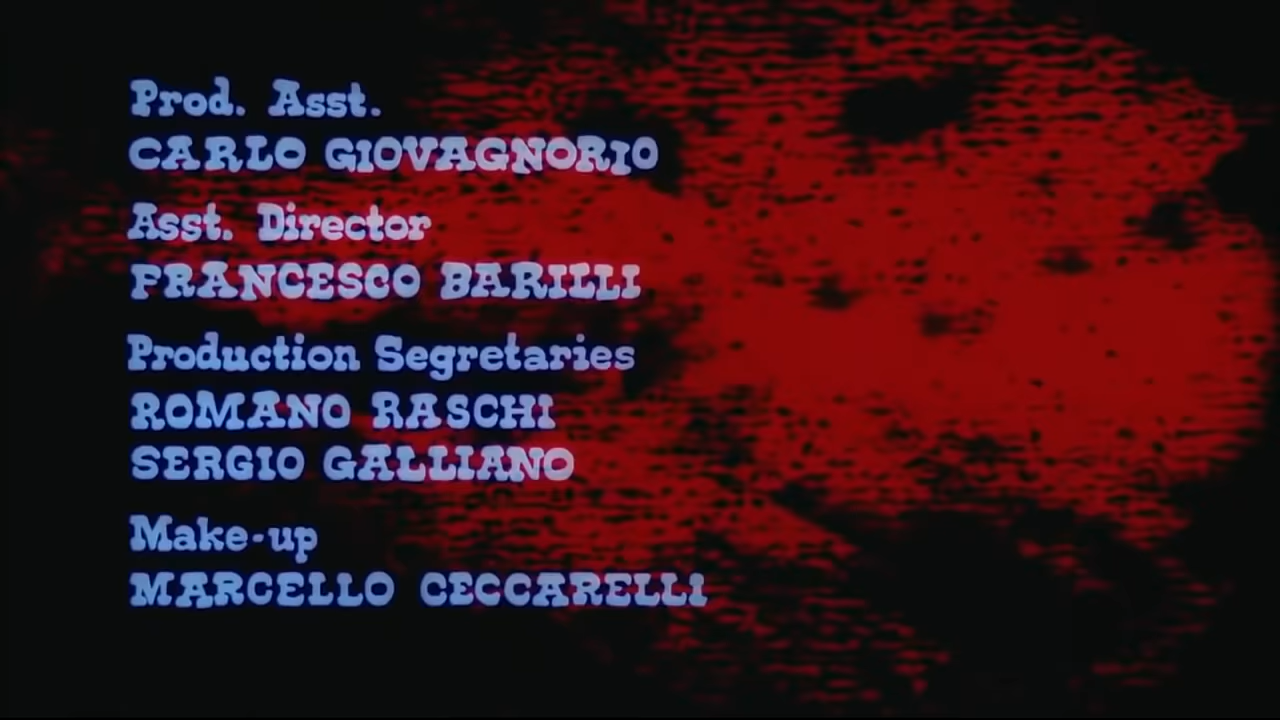 Prod. Asst.
CARLO GIOVAGNORIO
Asst. Director
FRANCESCO BARILLI
Production Segretaries
ROMANO RASCHI
SERGIO GALLIANO
Make-up
MARCELLO CECCARELLI